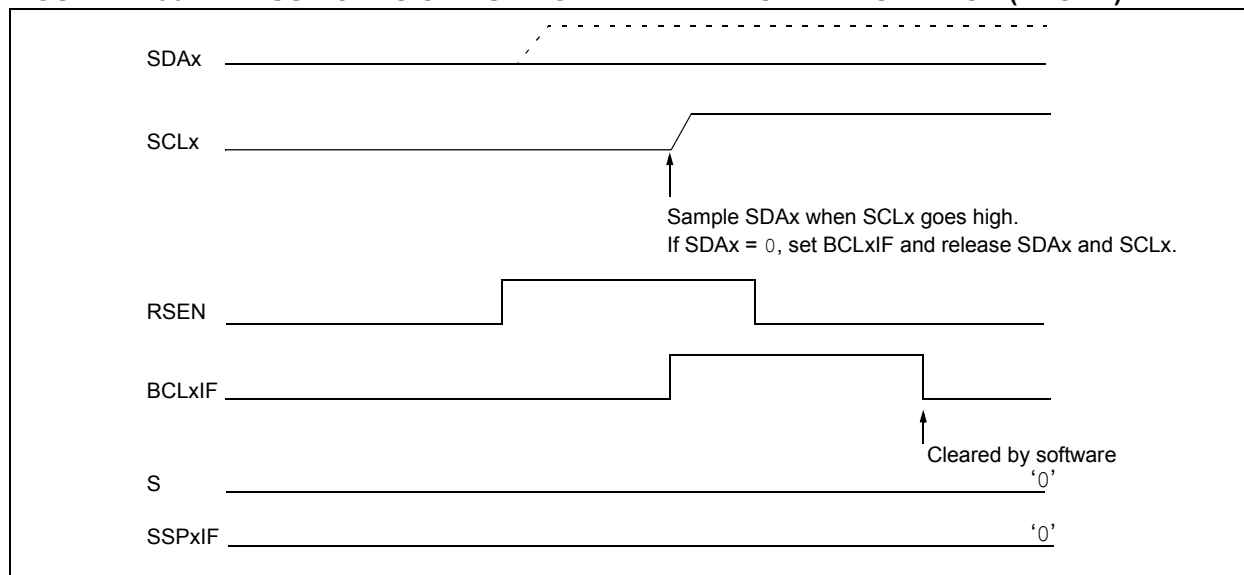 SDAx
SCLx
Sample SDAx when SCLx goes high.
If SDAx = 0, set BCLxIF and release SDAx and SCLx.
RSEN
BCLxIF
Cleared by software
S
‘0’
SSPxIF
‘0’